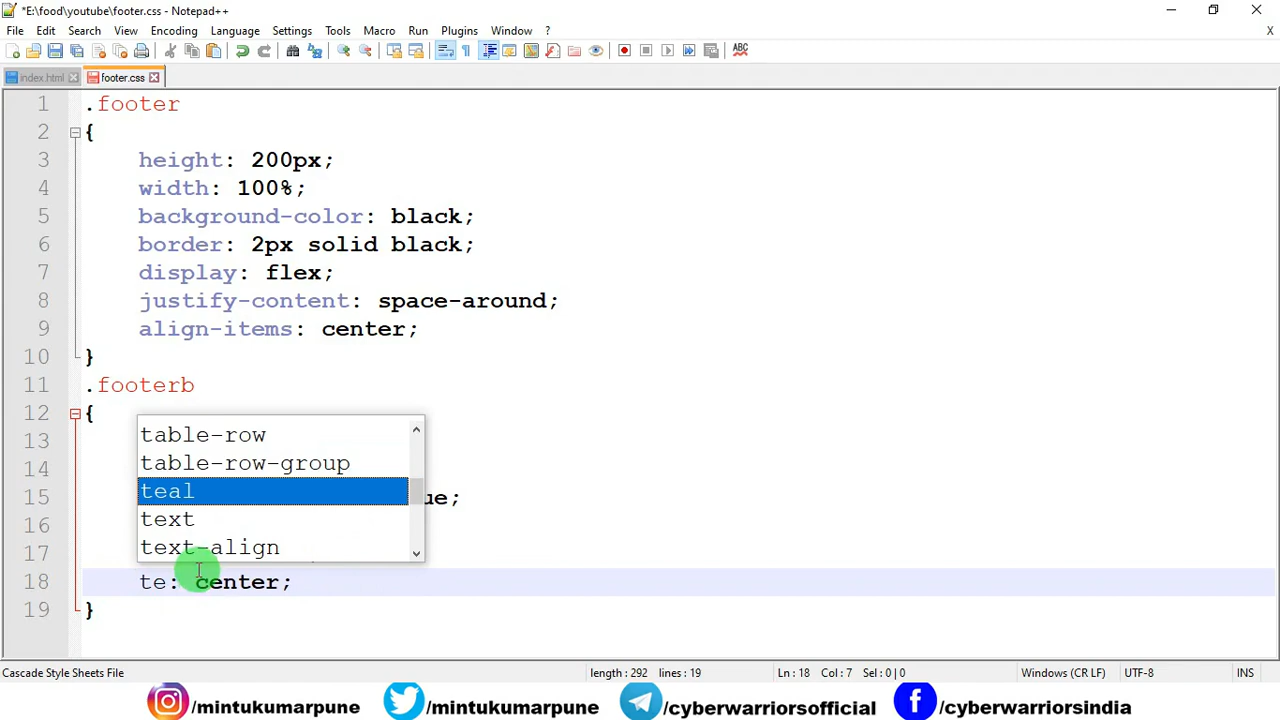 *E:\food\youtube\footer.css - Notepad++
File Edit Search View Encoding Language Settings Tools Macro Run Plugins Window ? X
index.html footer.css
1 .footer
2 {
3 height: 200px;
4 width: 100%;
5 background-color: black;
6 border: 2px solid black;
7 display: flex;
8 justify-content: space-around;
9 align-items: center;
10 }
11 .footerb
12 {
table-row
13
table-row-group
14
teal
15 ue;
text
16
text-align
17
18 te: center;
19 }
Cascade Style Sheets File length : 292 lines : 19 Ln : 18 Col : 7 Sel : 0 | 0 Windows (CR LF) UTF-8 INS
/mintukumarpune /mintukumarpune /cyberwarriorsofficial /cyberwarriorsindia